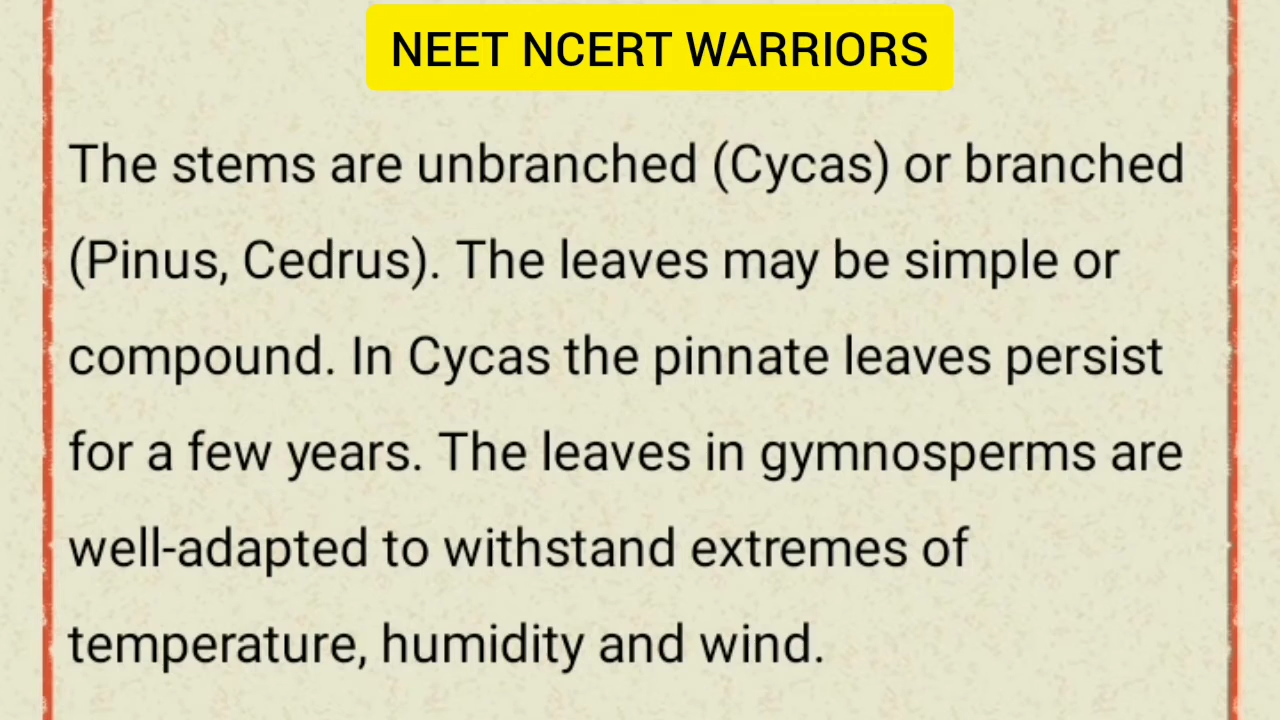 NEET NCERT WARRIORS
The stems are unbranched (Cycas) or branched
(Pinus, Cedrus). The leaves may be simple or
compound. In Cycas the pinnate leaves persist
for a few years. The leaves in gymnosperms are
well-adapted to withstand extremes of
temperature, humidity and wind.